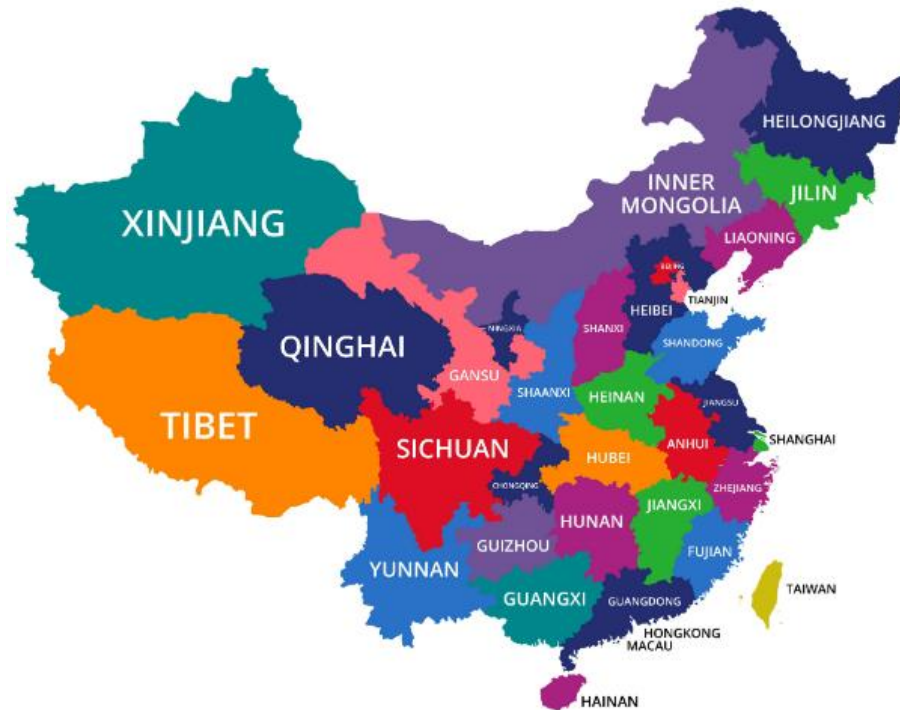 HEILONGJIANG
JILIN
INNER
MONGOLIA
LIAONING
XINJIANG
BEIJING
TIANJIN
HEIBEI
NINGXIA
SHANXI
SHANDONG
QINGHAI
GANSU
SHAANXI
HEINAN
JIANGSU
TIBET
SICHUAN
ANHUI
SHANGHAI
HUBEI
CHONGQING
ZHEJIANG
JIANGXI
HUNAN
GUIZHOU
FUJIAN
YUNNAN
TAIWAN
GUANGXI
GUANGDONG
HONGKONG
MACAU
HAINAN